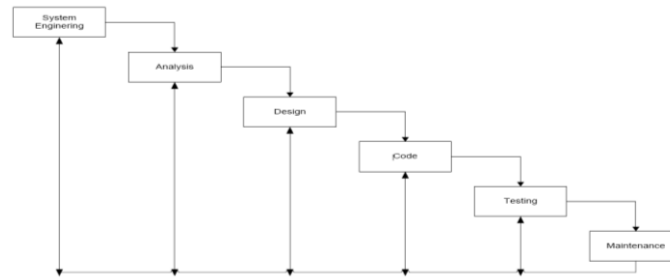 System
Enginering
Analysis
Design
Code
Testing
Maintenance